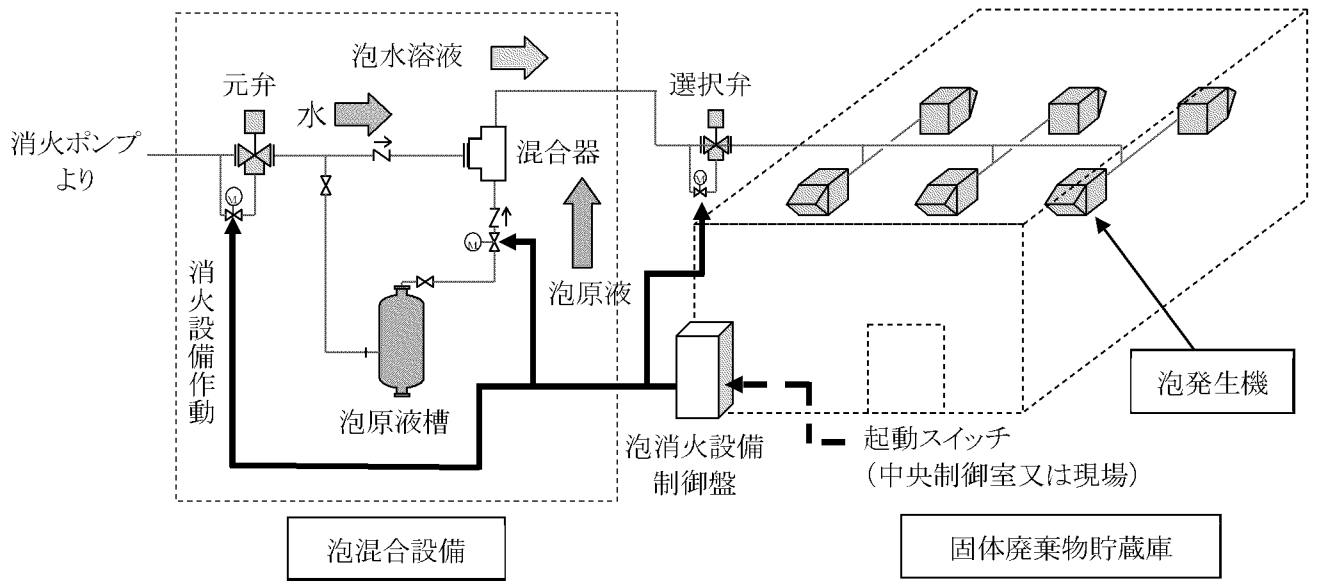 泡水溶液
元弁
水
選択弁
消火ポンプ
より
混合器
M
M
M
泡原液
消火設備作動
泡原液槽
泡発生機
泡消火設備
制御盤
起動スイッチ
（中央制御室又は現場）
泡混合設備
固体廃棄物貯蔵庫